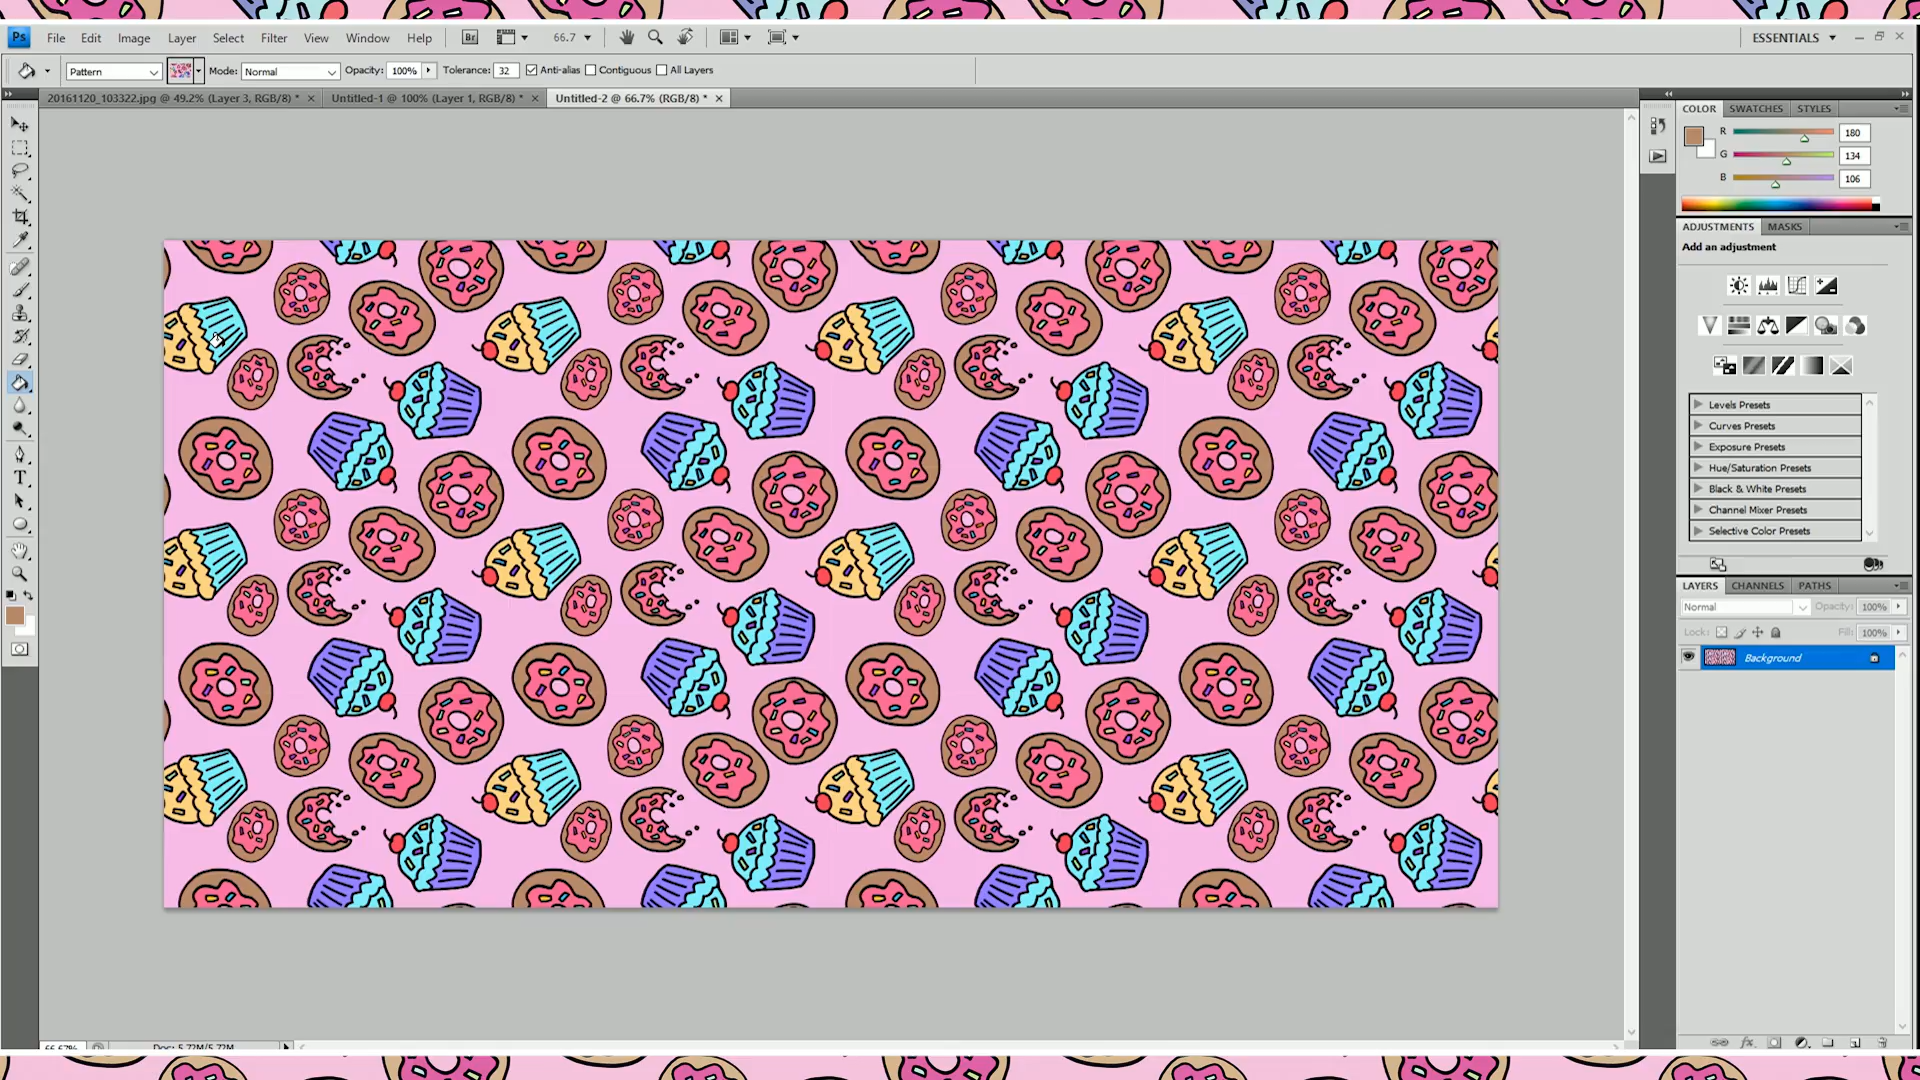 Ps File Edit Image Layer Select Filter View Window Help Br 66.7 ESSENTIALS
Pattern Mode: Normal Opacity: 100% Tolerance: 32 Anti-alias Contiguous All Layers
20161120_103322.jpg @ 49.2% (Layer 3, RGB/8) * Untitled-1 @ 100% (Layer 1, RGB/8) * Untitled-2 @ 66.7% (RGB/8) *
COLOR SWATCHES STYLES
R 180
G 134
B 106
ADJUSTMENTS MASKS
Add an adjustment
Levels Presets
Curves Presets
Exposure Presets
Hue/Saturation Presets
Black & White Presets
Channel Mixer Presets
Selective Color Presets
LAYERS CHANNELS PATHS
Normal Opacity: 100%
Lock: Fill: 100%
Background
66.67% Doc: 5.72M/5.72M